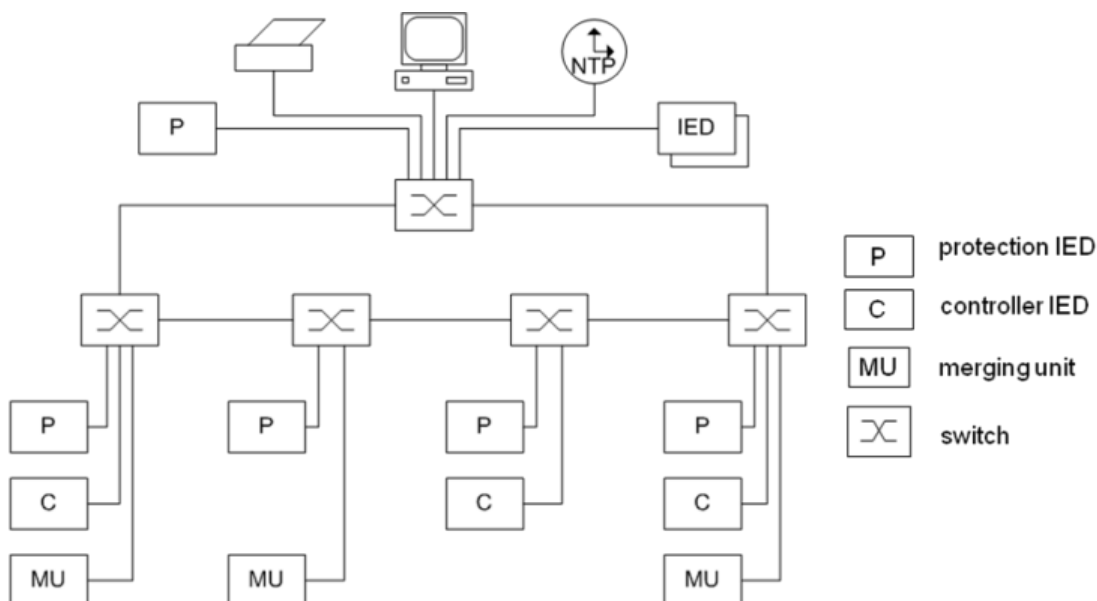 NTP
P
IED
P
protection IED
C
controller IED
MU
merging unit
switch
P
P
P
P
C
C
C
MU
MU
MU